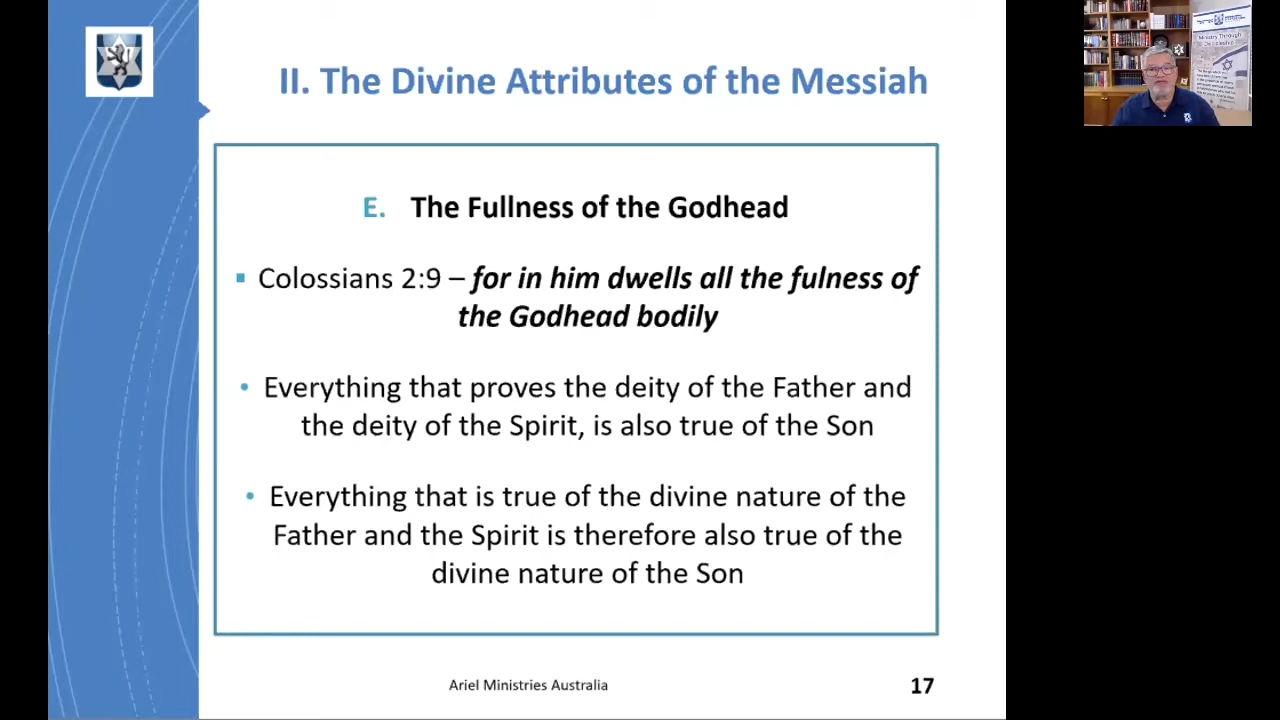 II. The Divine Attributes of the Messiah
E. The Fullness of the Godhead
▪ Colossians 2:9 – for in him dwells all the fulness of
the Godhead bodily
• Everything that proves the deity of the Father and
the deity of the Spirit, is also true of the Son
• Everything that is true of the divine nature of the
Father and the Spirit is therefore also true of the
divine nature of the Son
Ariel Ministries Australia
17
Ministry Through